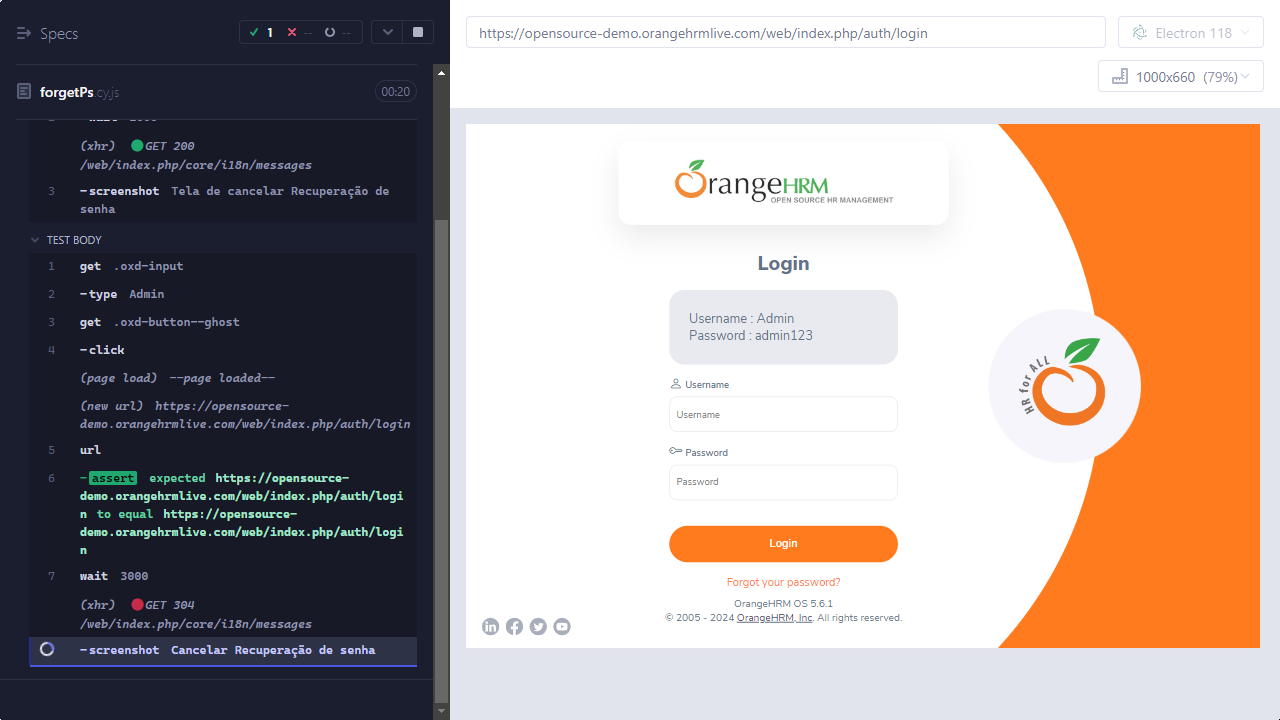 Specs
1
--
--
forgetPs.cy.js
00:20
(xhr) GET 200
/web/index.php/core/i18n/messages
3 -screenshot Tela de cancelar Recuperação de
senha
TEST BODY
1 get .oxd-input
2 -type Admin
3 get .oxd-button--ghost
4 -click
(page load) --page loaded--
(new url) https://opensource-
demo.orangehrmlive.com/web/index.php/auth/login
5 url
6 -assert expected https://opensource-
demo.orangehrmlive.com/web/index.php/auth/logi
n to equal https://opensource-
demo.orangehrmlive.com/web/index.php/auth/logi
n
7 wait 3000
(xhr) GET 304
/web/index.php/core/i18n/messages
-screenshot Cancelar Recuperação de senha
https://opensource-demo.orangehrmlive.com/web/index.php/auth/login
Electron 118
1000x660 (79%)
OrangeHRM
OPEN SOURCE HR MANAGEMENT
Login
Username : Admin
Password : admin123
Username
Username
Password
Password
Login
Forgot your password?
OrangeHRM OS 5.6.1
© 2005 - 2024 OrangeHRM, Inc. All rights reserved.
HR for ALL